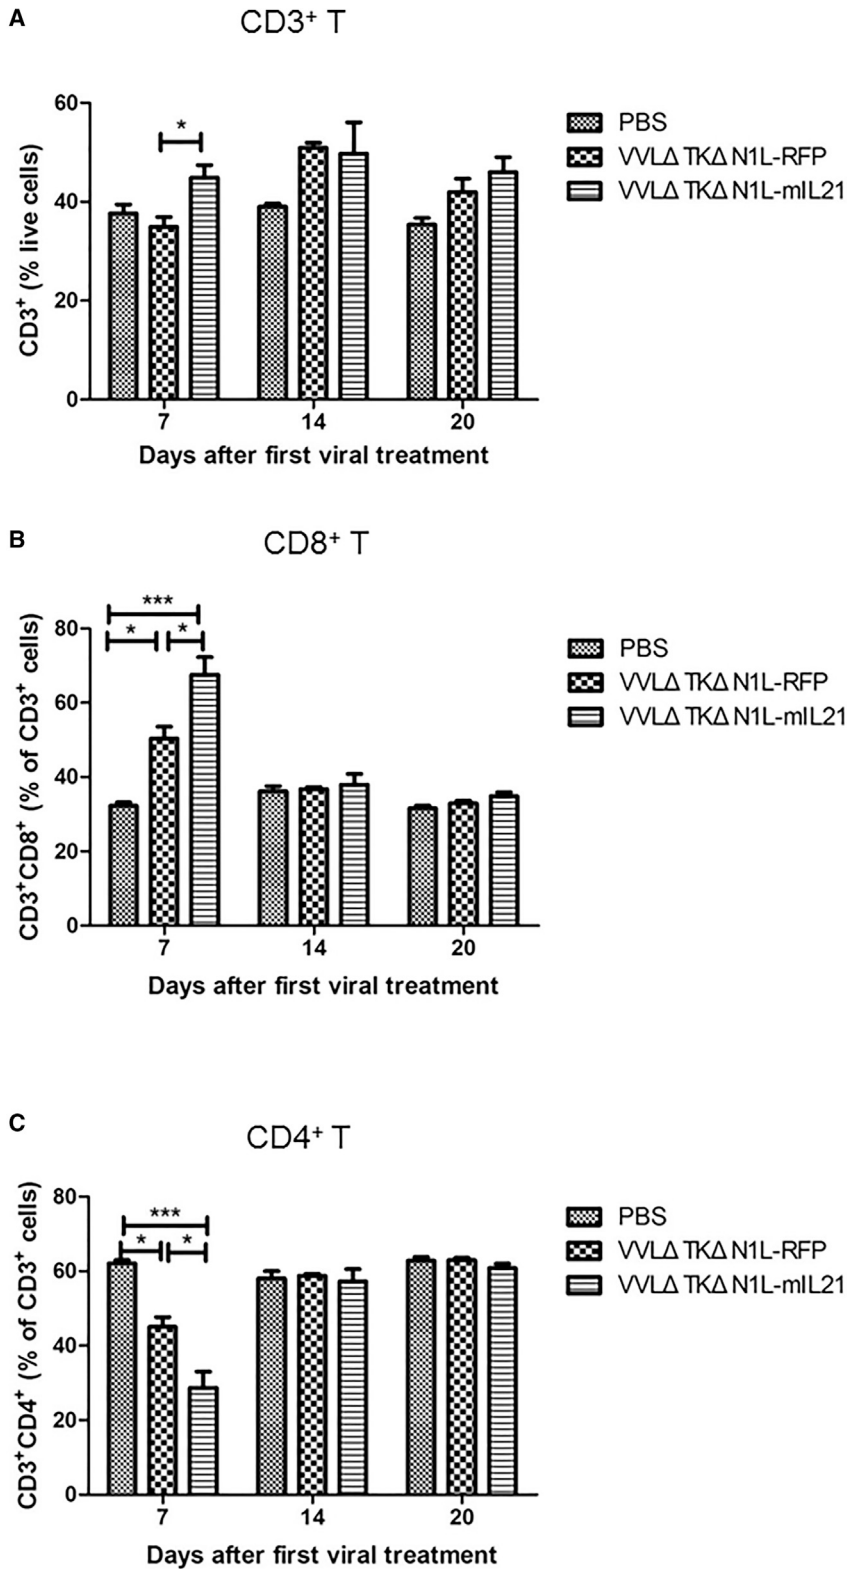 A
CD3⁺ T
CD3⁺ (% live cells)
60
40
20
0
*
7
14
20
Days after first viral treatment
PBS
VVLΔ TKΔ N1L-RFP
VVLΔ TKΔ N1L-mIL21
B
CD8⁺ T
CD3⁺CD8⁺ (% of CD3⁺ cells)
80
60
40
20
0
***
* *
7
14
20
Days after first viral treatment
PBS
VVLΔ TKΔ N1L-RFP
VVLΔ TKΔ N1L-mIL21
C
CD4⁺ T
CD3⁺CD4⁺ (% of CD3⁺ cells)
80
60
40
20
0
***
* *
7
14
20
Days after first viral treatment
PBS
VVLΔ TKΔ N1L-RFP
VVLΔ TKΔ N1L-mIL21